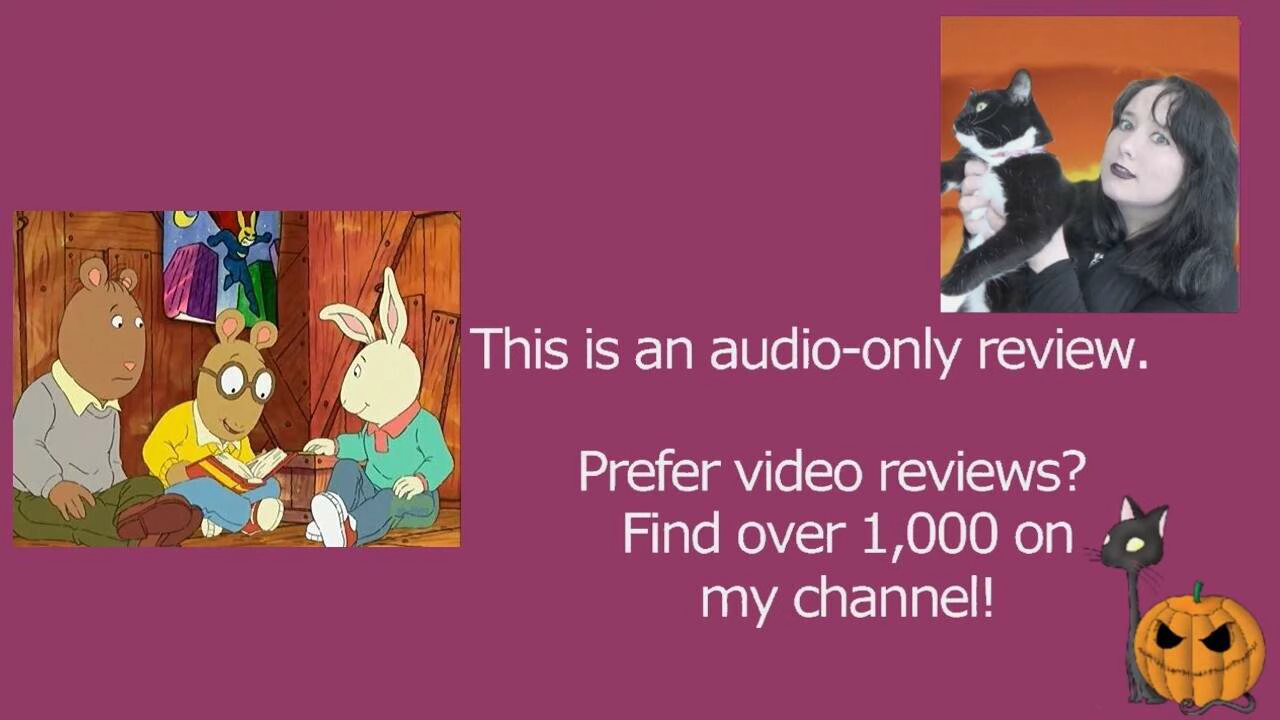 This is an audio-only review.
Prefer video reviews?
Find over 1,000 on
my channel!